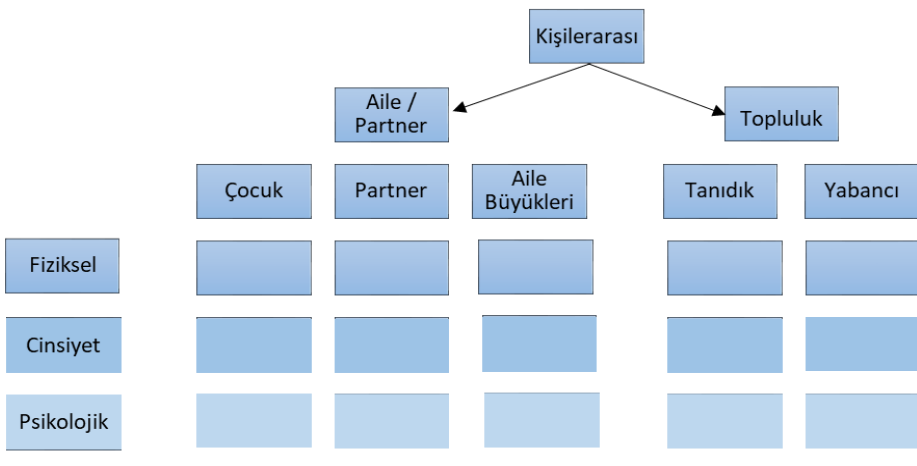 Kişilerarası
Aile /
Partner
Topluluk
Çocuk
Partner
Aile
Büyükleri
Tanıdık
Yabancı
Fiziksel
Cinsiyet
Psikolojik